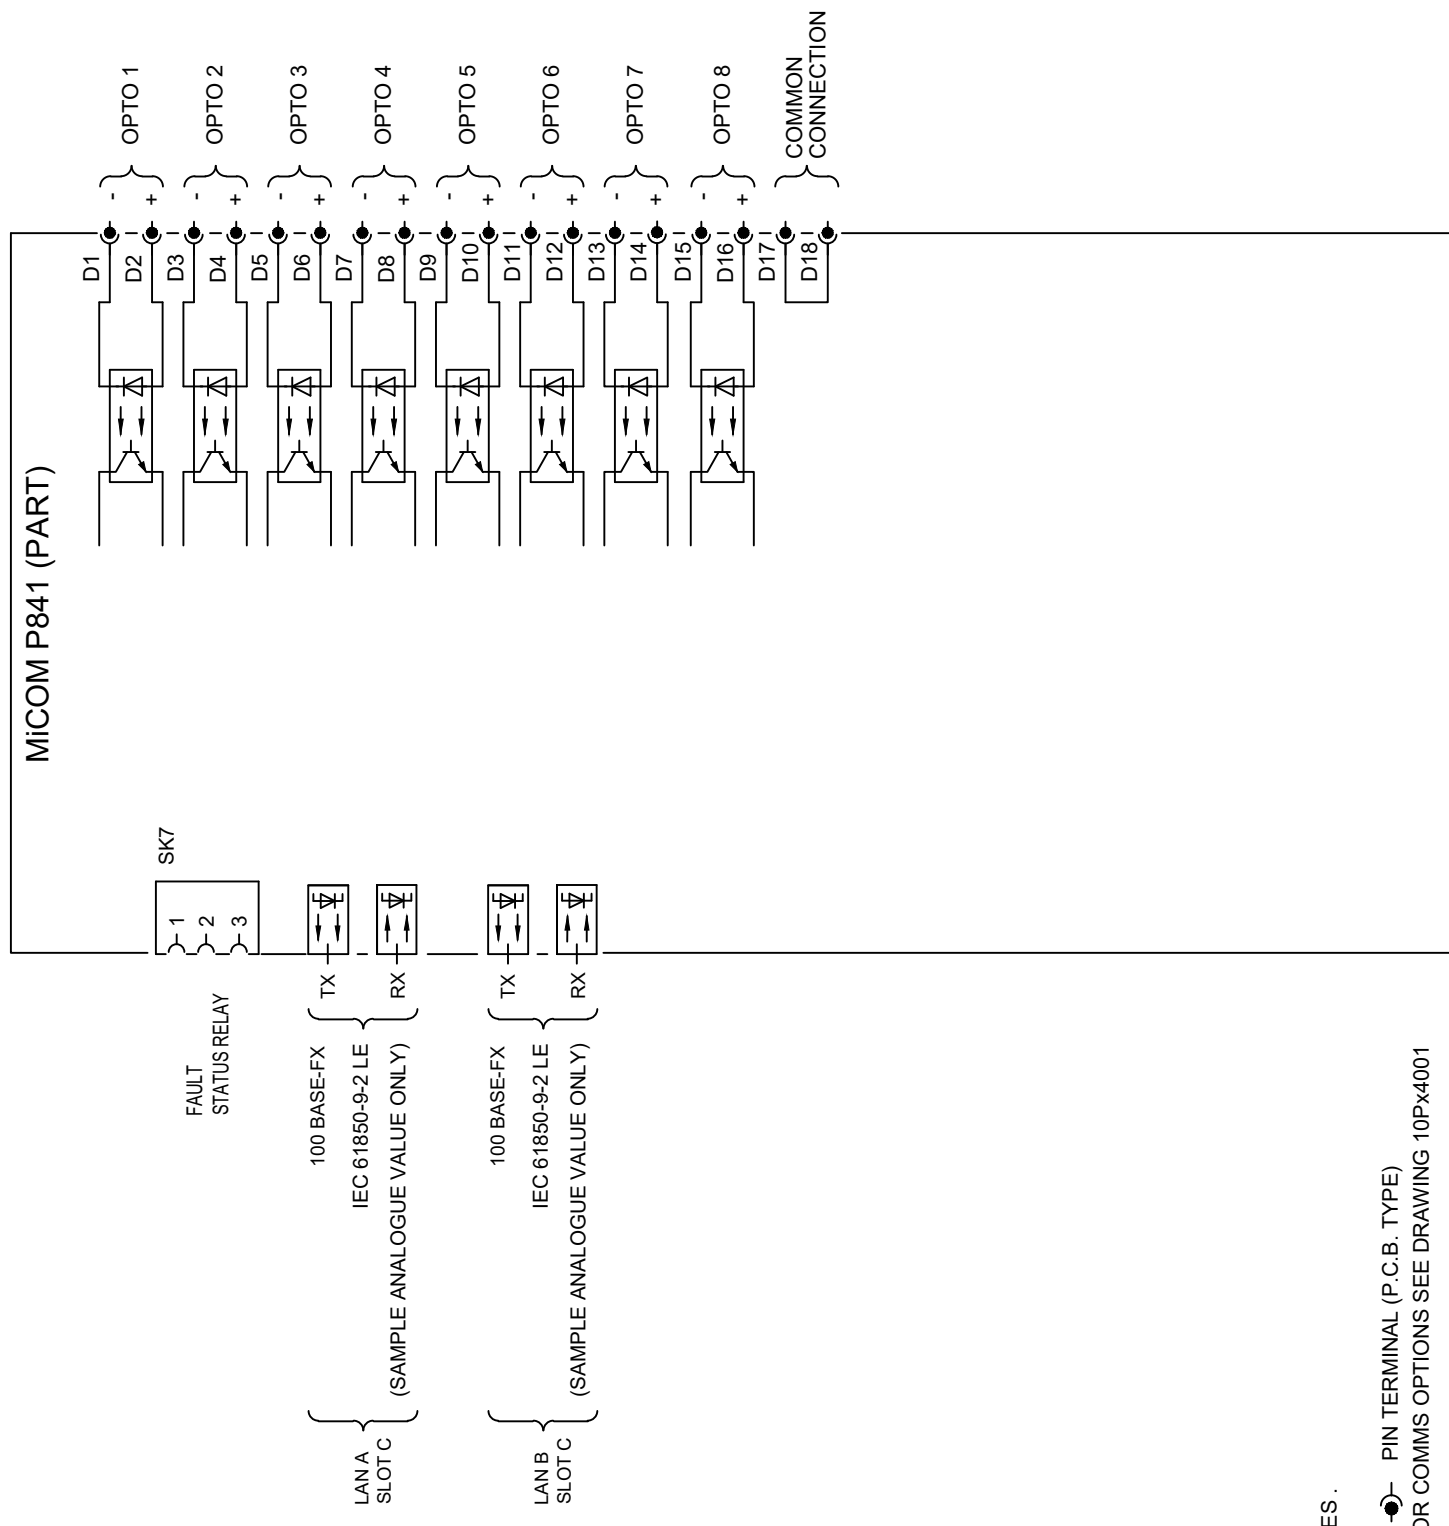 MiCOM P841 (PART)
SK7
1
2
3
FAULT
STATUS RELAY
TX
RX
100 BASE-FX
IEC 61850-9-2 LE
(SAMPLE ANALOGUE VALUE ONLY)
LAN A
SLOT C
TX
RX
100 BASE-FX
IEC 61850-9-2 LE
(SAMPLE ANALOGUE VALUE ONLY)
LAN B
SLOT C
D1 -
D2 +
OPTO 1
D3 -
D4 +
OPTO 2
D5 -
D6 +
OPTO 3
D7 -
D8 +
OPTO 4
D9 -
D10 +
OPTO 5
D11 -
D12 +
OPTO 6
D13 -
D14 +
OPTO 7
D15 -
D16 +
OPTO 8
D17
D18
COMMON
CONNECTION
ES .
PIN TERMINAL (P.C.B. TYPE)
OR COMMS OPTIONS SEE DRAWING 10Px4001